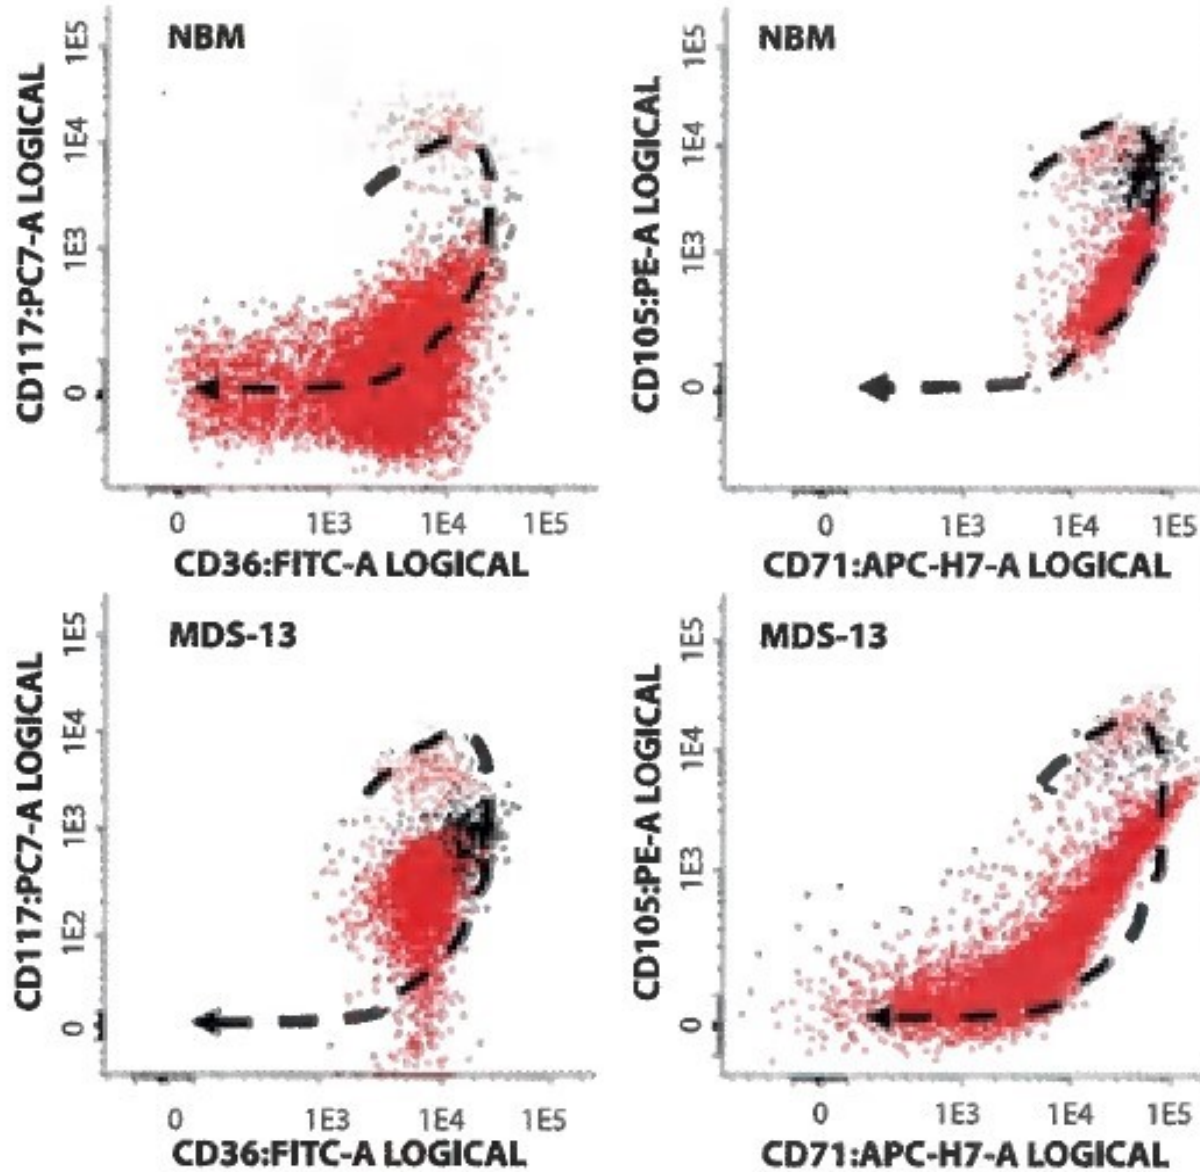 NBM
CD117:PC7-A LOGICAL
1E5
1E4
1E3
0
0 1E3 1E4 1E5
CD36:FITC-A LOGICAL
NBM
CD105:PE-A LOGICAL
1E5
1E4
1E3
0
0 1E3 1E4 1E5
CD71:APC-H7-A LOGICAL
MDS-13
CD117:PC7-A LOGICAL
1E5
1E4
1E3
1E2
0
0 1E3 1E4 1E5
CD36:FITC-A LOGICAL
MDS-13
CD105:PE-A LOGICAL
1E5
1E4
1E3
0
0 1E3 1E4 1E5
CD71:APC-H7-A LOGICAL